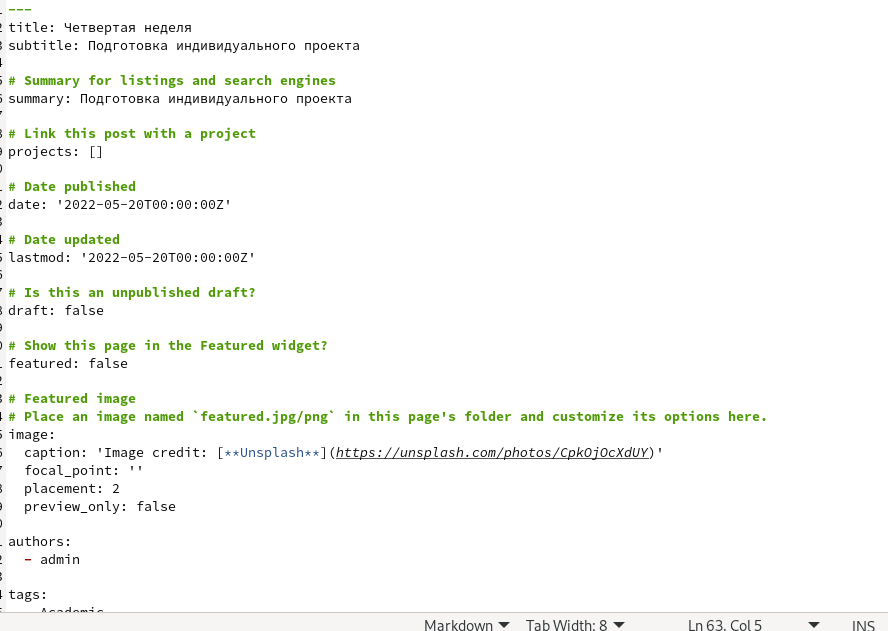 ---
title: Четвертая неделя
subtitle: Подготовка индивидуального проекта
# Summary for listings and search engines
summary: Подготовка индивидуального проекта
# Link this post with a project
projects: []
# Date published
date: '2022-05-20T00:00:00Z'
# Date updated
lastmod: '2022-05-20T00:00:00Z'
# Is this an unpublished draft?
draft: false
# Show this page in the Featured widget?
featured: false
# Featured image
# Place an image named `featured.jpg/png` in this page's folder and customize its options here.
image:
  caption: 'Image credit: [**Unsplash**](https://unsplash.com/photos/CpkOjOcXdUY)'
  focal_point: ''
  placement: 2
  preview_only: false
authors:
  - admin
tags:
  - Academic
Markdown Tab Width: 8 Ln 63, Col 5 INS